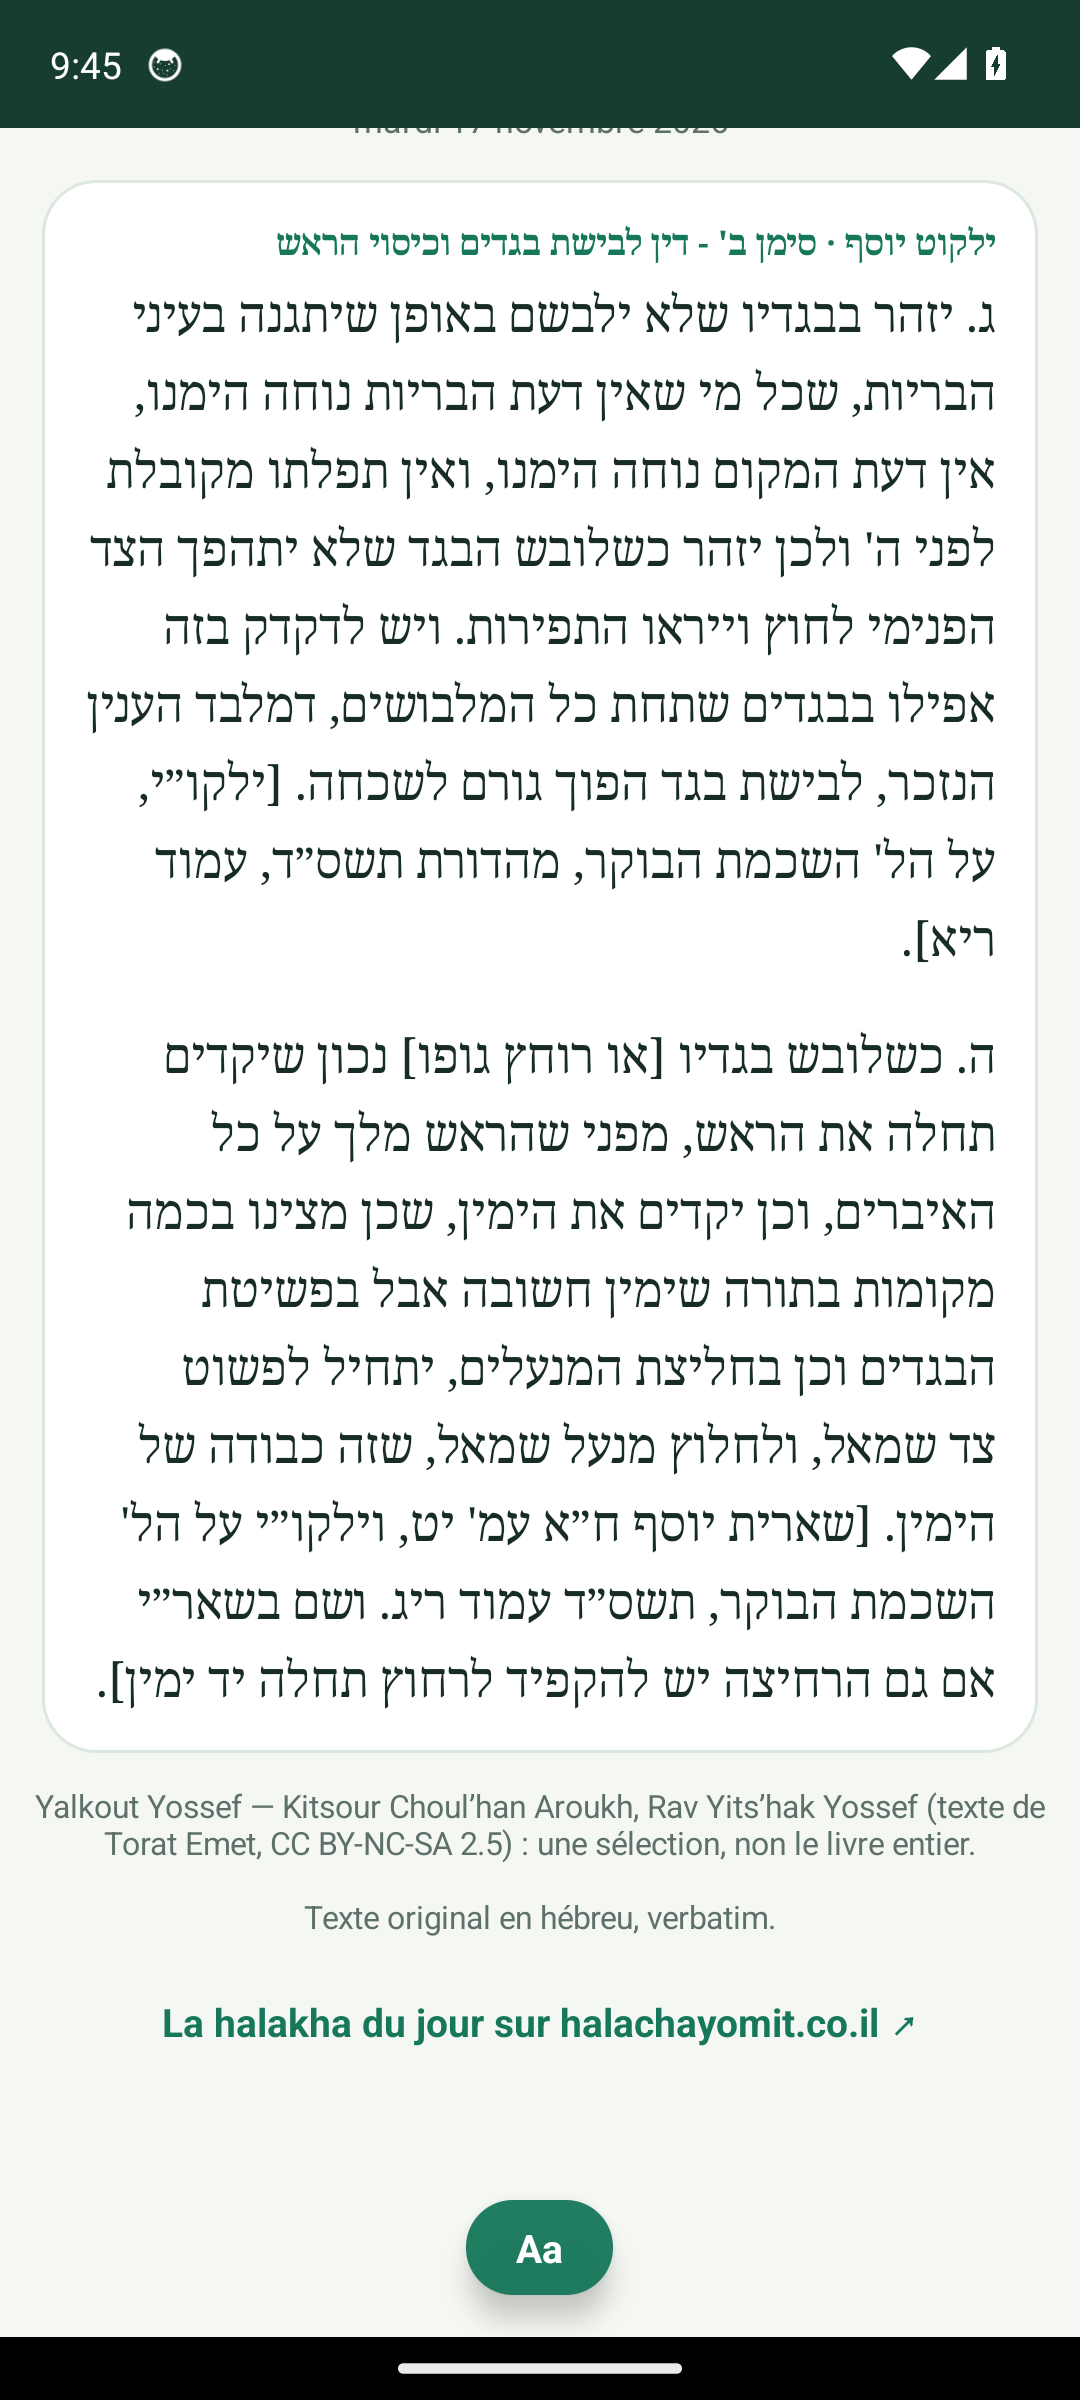 9:45
mardi 17 novembre 2026
ילקוט יוסף · סימן ב' - דין לבישת בגדים וכיסוי הראש
ג. יזהר בבגדיו שלא ילבשם באופן שיתגנה בעיני
הבריות, שכל מי שאין דעת הבריות נוחה הימנו,
אין דעת המקום נוחה הימנו, ואין תפלתו מקובלת
לפני ה' ולכן יזהר כשלובש הבגד שלא יתהפך הצד
הפנימי לחוץ וייראו התפירות. ויש לדקדק בזה
אפילו בבגדים שתחת כל המלבושים, דמלבד הענין
הנזכר, לבישת בגד הפוך גורם לשכחה. [ילקו״י,
על הל' השכמת הבוקר, מהדורת תשס״ד, עמוד
ריא].
ה. כשלובש בגדיו [או רוחץ גופו] נכון שיקדים
תחלה את הראש, מפני שהראש מלך על כל
האיברים, וכן יקדים את הימין, שכן מצינו בכמה
מקומות בתורה שימין חשובה אבל בפשיטת
הבגדים וכן בחליצת המנעלים, יתחיל לפשוט
צד שמאל, ולחלוץ מנעל שמאל, שזה כבודה של
הימין. [שארית יוסף ח״א עמ' יט, וילקו״י על הל'
השכמת הבוקר, תשס״ד עמוד ריג. ושם בשאר״י
אם גם הרחיצה יש להקפיד לרחוץ תחלה יד ימין].
Yalkout Yossef — Kitsour Choul’han Aroukh, Rav Yits’hak Yossef (texte de
Torat Emet, CC BY-NC-SA 2.5) : une sélection, non le livre entier.
Texte original en hébreu, verbatim.
La halakha du jour sur halachayomit.co.il ↗
Aa